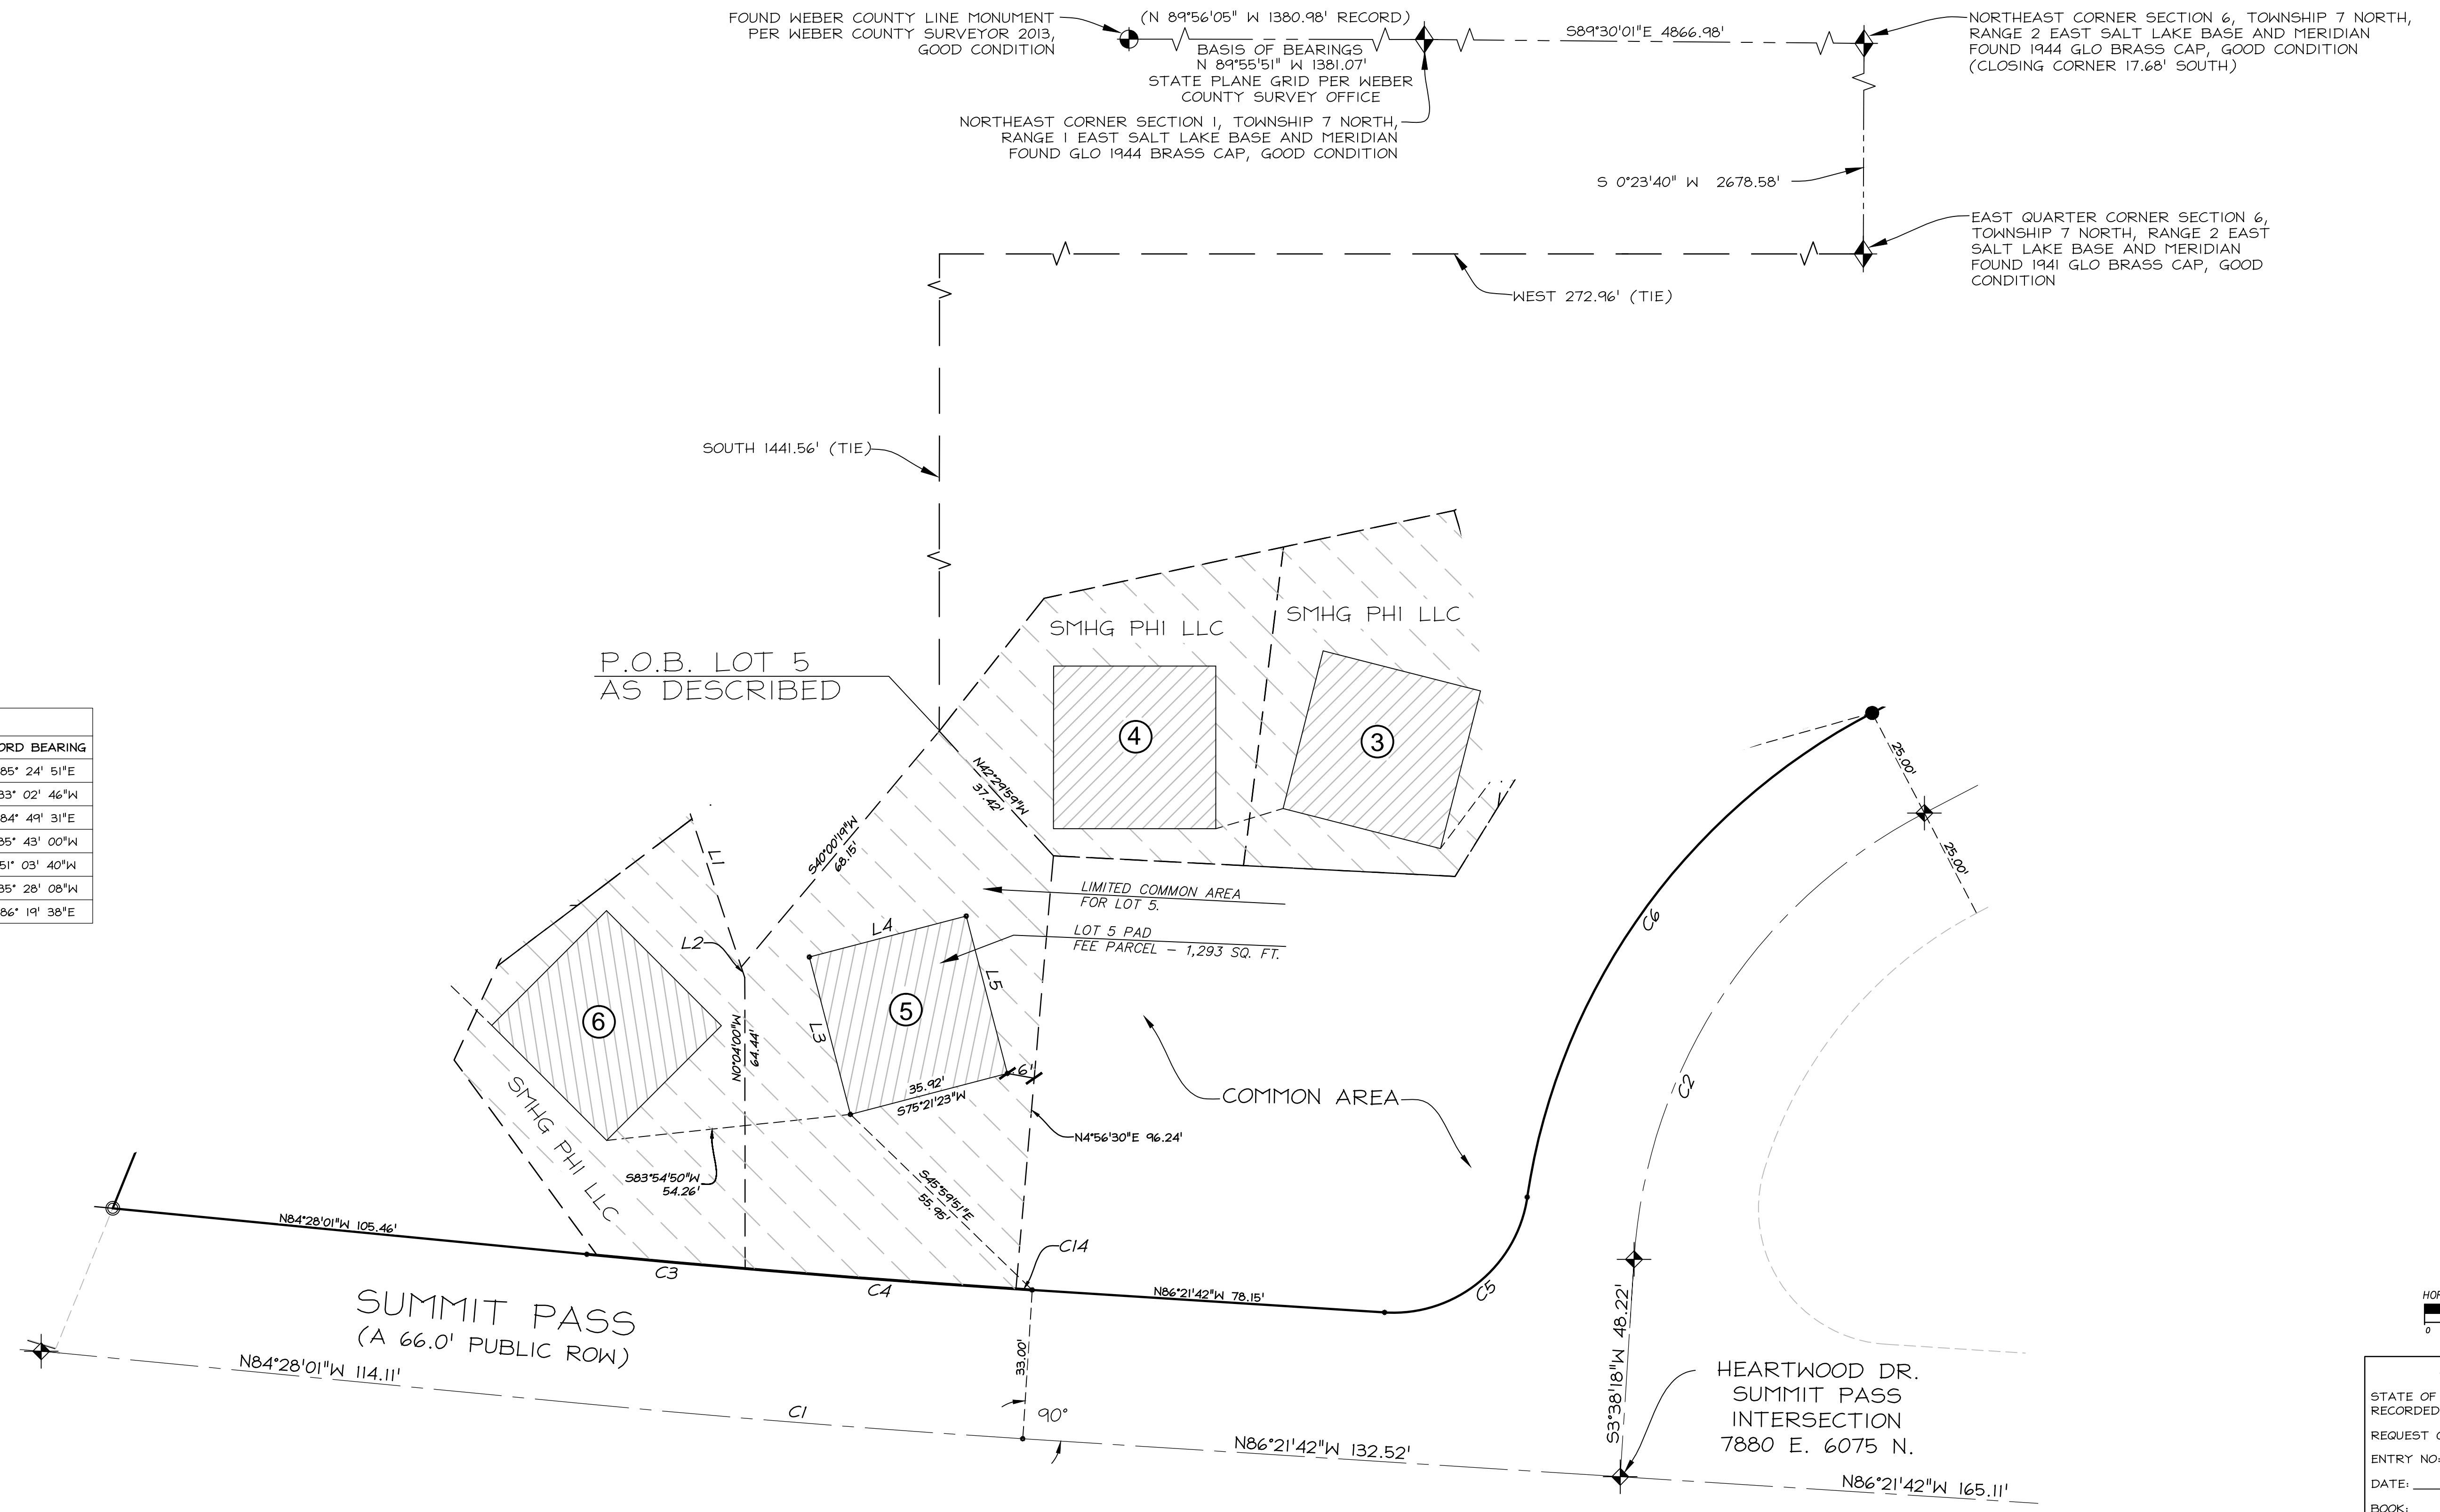 FOUND WEBER COUNTY LINE MONUMENT
PER WEBER COUNTY SURVEYOR 2013,
GOOD CONDITION
(N 89°56'05" W 1380.98' RECORD)
BASIS OF BEARINGS
N 89°55'51" W 1381.07'
STATE PLANE GRID PER WEBER
COUNTY SURVEY OFFICE
S89°30'01"E 4866.98'
NORTHEAST CORNER SECTION 6, TOWNSHIP 7 NORTH,
RANGE 2 EAST SALT LAKE BASE AND MERIDIAN
FOUND 1944 GLO BRASS CAP, GOOD CONDITION
(CLOSING CORNER 17.68' SOUTH)
NORTHEAST CORNER SECTION 1, TOWNSHIP 7 NORTH,
RANGE 1 EAST SALT LAKE BASE AND MERIDIAN
FOUND GLO 1944 BRASS CAP, GOOD CONDITION
S 0°23'40" W 2678.58'
EAST QUARTER CORNER SECTION 6,
TOWNSHIP 7 NORTH, RANGE 2 EAST
SALT LAKE BASE AND MERIDIAN
FOUND 1941 GLO BRASS CAP, GOOD
CONDITION
WEST 272.96' (TIE)
SOUTH 1441.56' (TIE)
SMHG PHI LLC
SMHG PHI LLC
P.O.B. LOT 5
AS DESCRIBED
4
3
N42°29'59"W
37.42'
S40°00'19"W
68.15'
25.00'
25.00'
ORD BEARING
85° 24' 51"E
33° 02' 46"W
84° 49' 31"E
35° 43' 00"W
51° 03' 40"W
35° 28' 08"W
86° 19' 38"E
L1
L2
L4
L5
L3
LIMITED COMMON AREA
FOR LOT 5.
LOT 5 PAD
FEE PARCEL – 1,293 SQ. FT.
C6
C2
6
5
N0°04'00"W
64.44'
35.92'
S75°21'23"W
6'
COMMON AREA
N4°56'30"E 96.24'
SMHG PHI LLC
S83°54'50"W
54.26'
S45°59'51"E
55.95'
N84°28'01"W 105.46'
C3
C4
C14
N86°21'42"W 78.15'
C5
SUMMIT PASS
(A 66.0' PUBLIC ROW)
33.00'
S3°38'18"W 48.22'
N84°28'01"W 114.11'
C1
90°
N86°21'42"W 132.52'
HEARTWOOD DR.
SUMMIT PASS
INTERSECTION
7880 E. 6075 N.
N86°21'42"W 165.11'
HOR
0
STATE OF
RECORDED
REQUEST O
ENTRY NO:
DATE:
BOOK: